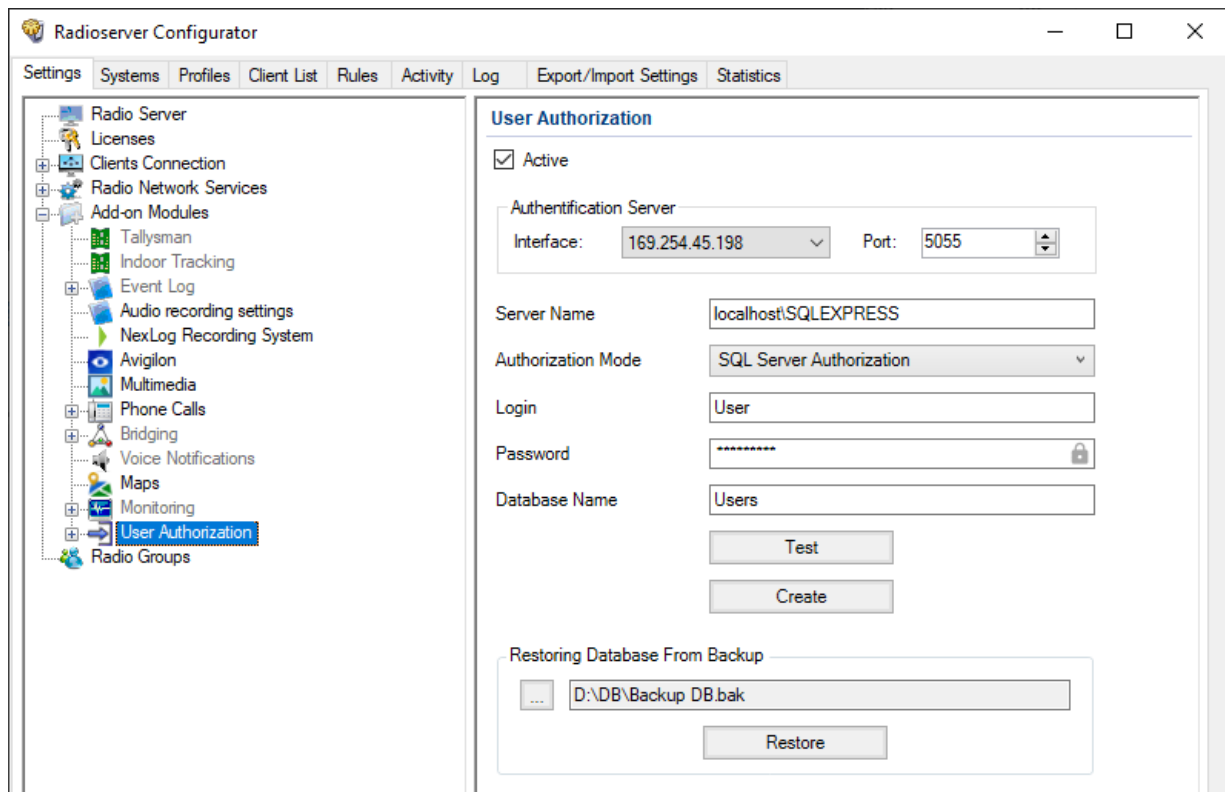 Radioserver Configurator
Settings Systems Profiles Client List Rules Activity Log Export/Import Settings Statistics
Radio Server
Licenses
Clients Connection
Radio Network Services
Add-on Modules
Tallysman
Indoor Tracking
Event Log
Audio recording settings
NexLog Recording System
Avigilon
Multimedia
Phone Calls
Bridging
Voice Notifications
Maps
Monitoring
User Authorization
Radio Groups
User Authorization
Active
Authentification Server
Interface: 169.254.45.198 Port: 5055
Server Name localhost\SQLEXPRESS
Authorization Mode SQL Server Authorization
Login User
Password *********
Database Name Users
Test
Create
Restoring Database From Backup
... D:\DB\Backup DB.bak
Restore